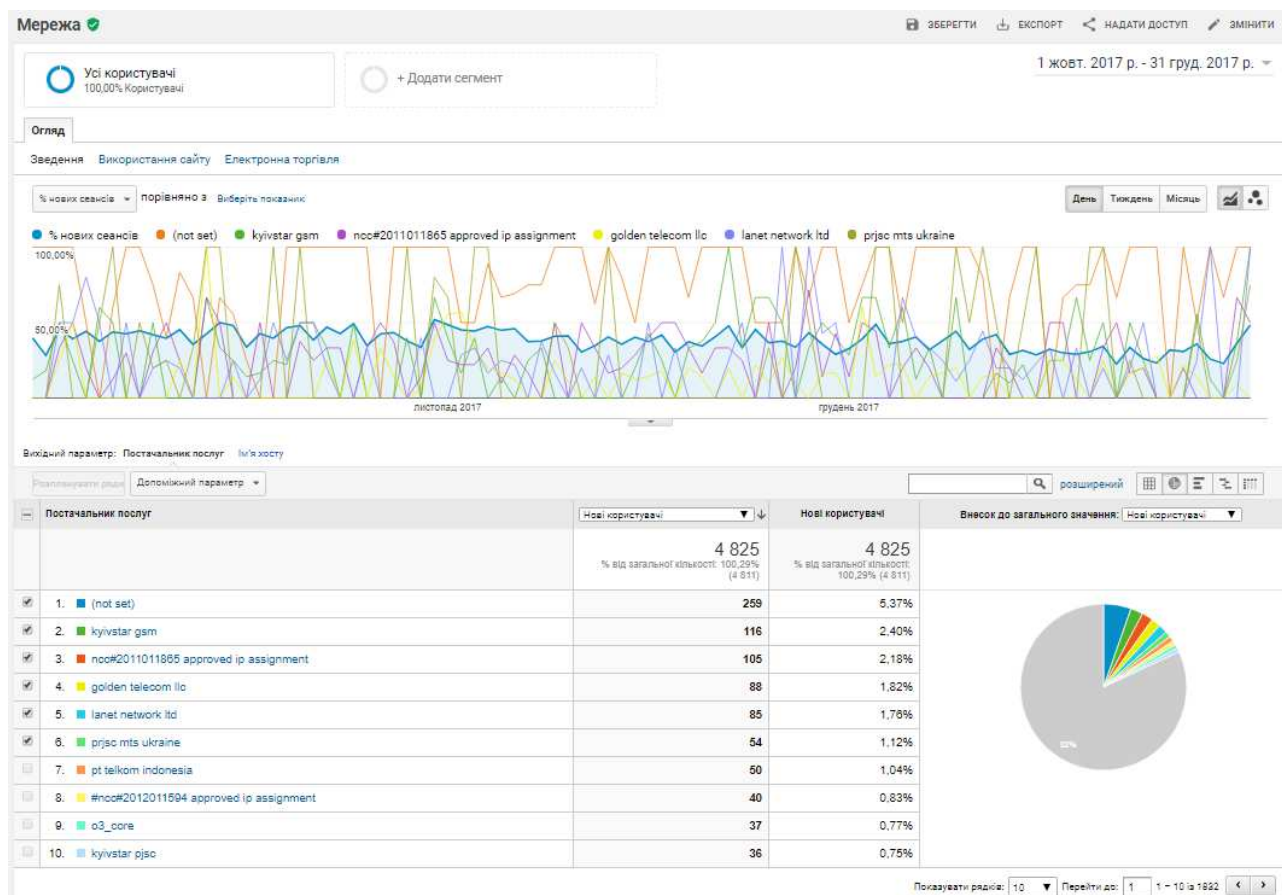 Мережа
ЗБЕРЕГТИ ЕКСПОРТ НАДАТИ ДОСТУП ЗМІНИТИ
Усі користувачі
100,00% Користувачі
+ Додати сегмент
1 жовт. 2017 р. - 31 груд. 2017 р.
Огляд
Зведення Використання сайту Електронна торгівля
% нових сеансів порівняно з Виберіть показник
День Тиждень Місяць
% нових сеансів (not set) kyivstar gsm ncc#2011011865 approved ip assignment golden telecom llc lanet network ltd prjsc mts ukraine
100,00%
50,00%
листопад 2017 грудень 2017
Вихідний параметр: Постачальник послуг Ім'я хосту
Допоміжний параметр
розширений
Постачальник послуг Нові користувачі Нові користувачі Внесок до загального значення: Нові користувачі
4 825 4 825
% від загальної кількості: 100,29% % від загальної кількості:
(4 811) 100,29% (4 811)
1. (not set) 259 5,37%
2. kyivstar gsm 116 2,40%
3. ncc#2011011865 approved ip assignment 105 2,18%
4. golden telecom llc 88 1,82%
5. lanet network ltd 85 1,76%
6. prjsc mts ukraine 54 1,12%
7. pt telkom indonesia 50 1,04%
8. #ncc#2012011594 approved ip assignment 40 0,83%
9. o3_core 37 0,77%
10. kyivstar pjsc 36 0,75%
Показувати рядків: 10 Перейти до: 1 1 – 10 із 1832